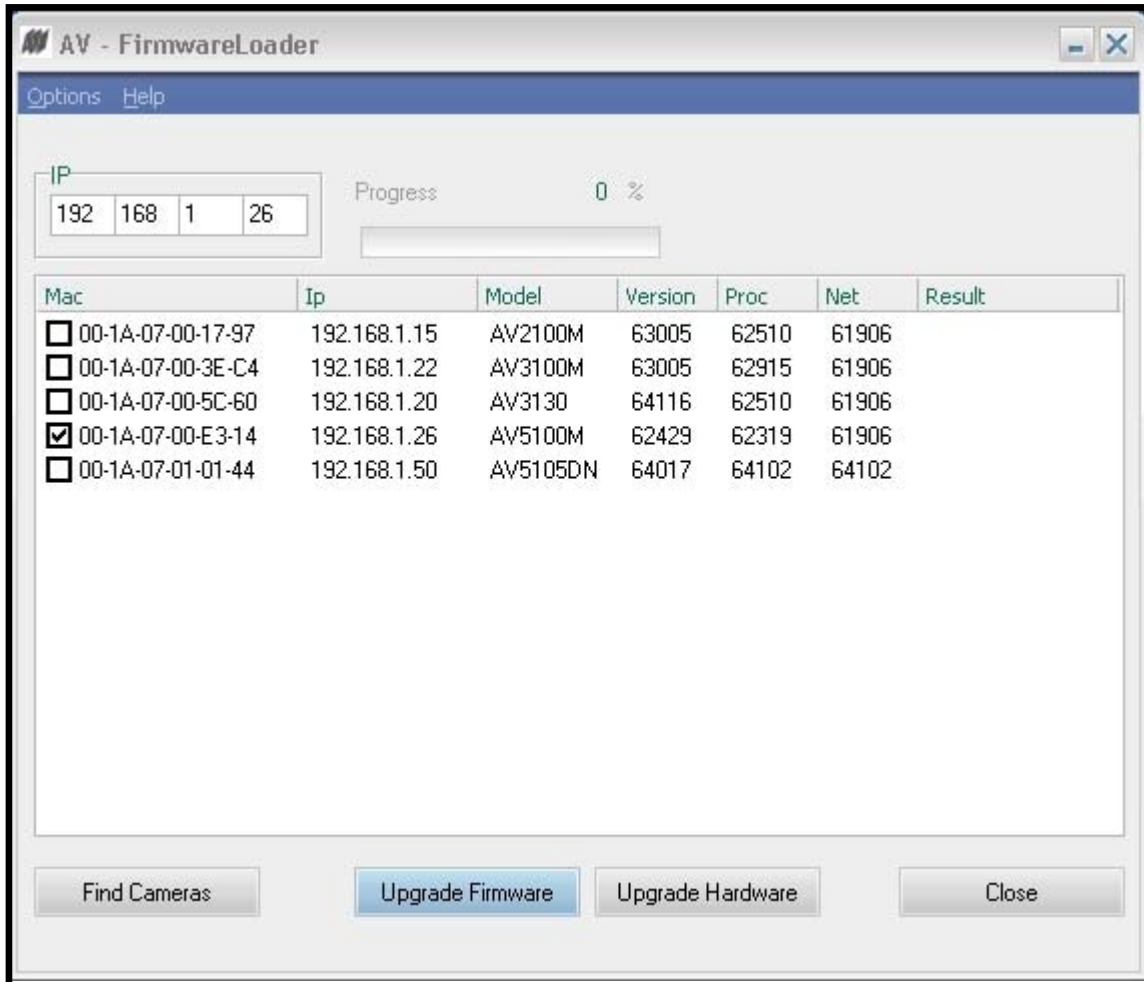 AV - FirmwareLoader
Options Help
IP
192 168 1 26
Progress 0 %
Mac Ip Model Version Proc Net Result
00-1A-07-00-17-97 192.168.1.15 AV2100M 63005 62510 61906
00-1A-07-00-3E-C4 192.168.1.22 AV3100M 63005 62915 61906
00-1A-07-00-5C-60 192.168.1.20 AV3130 64116 62510 61906
00-1A-07-00-E3-14 192.168.1.26 AV5100M 62429 62319 61906
00-1A-07-01-01-44 192.168.1.50 AV5105DN 64017 64102 64102
Find Cameras Upgrade Firmware Upgrade Hardware Close